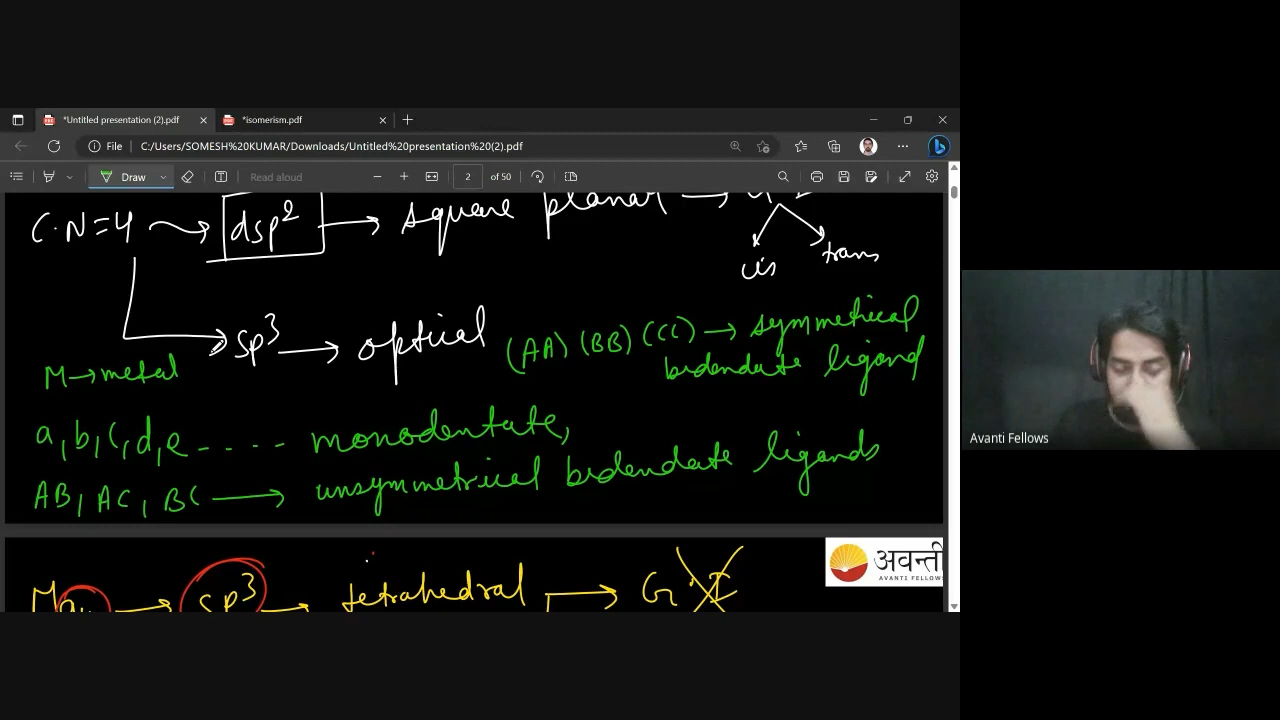 *Untitled presentation (2).pdf
*isomerism.pdf
File C:/Users/SOMESH%20KUMAR/Downloads/Untitled%20presentation%20(2).pdf
Draw Read aloud 2 of 50
C.N=4 → dsp² → square planar →
cis trans
sp³ → optical
(AA) (BB) (CC) → symmetrical
bedendate ligand
M → metal
a, b, c, d, e - . . . . monodentate,
AB, AC, BC → unsymmetrical bedendate ligands
अवन्ती
AVANTI FELLOWS
sp³ → tetrahedral → G.I
Avanti Fellows